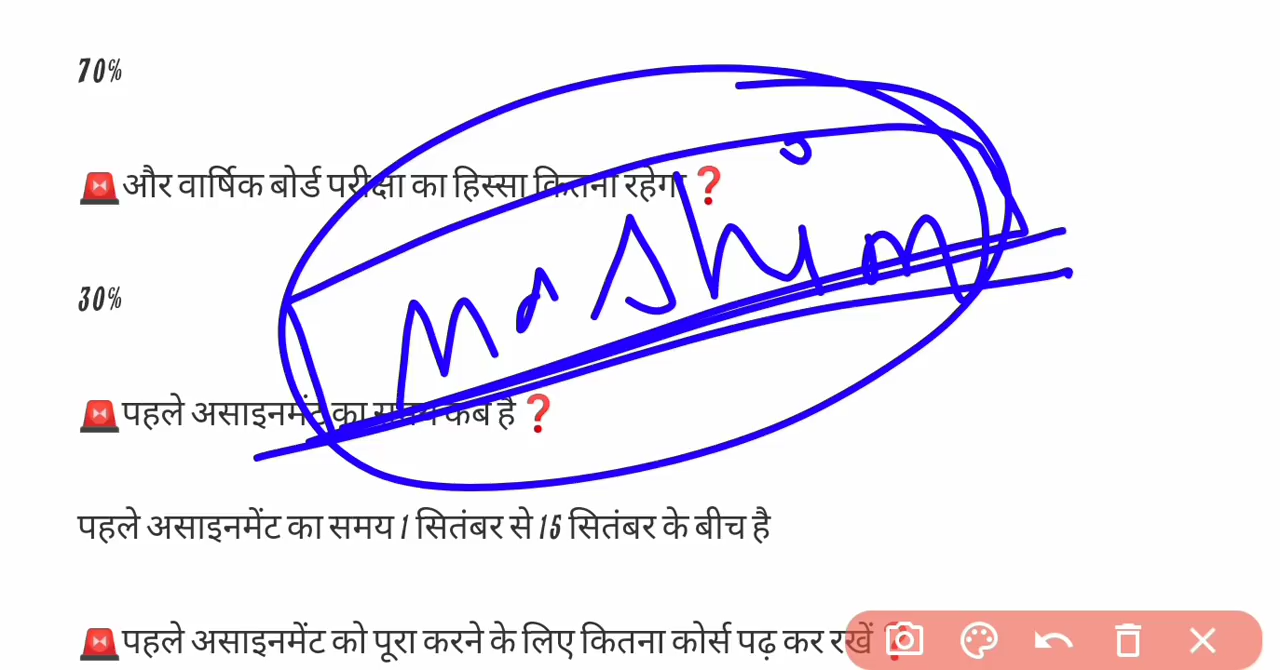 70%
🚨और वार्षिक बोर्ड परीक्षा का हिस्सा कितना रहेगा ❓
mashim
30%
🚨पहले असाइनमेंट का समय कब है ❓
पहले असाइनमेंट का समय 1 सितंबर से 15 सितंबर के बीच है
🚨पहले असाइनमेंट को पूरा करने के लिए कितना कोर्स पढ़ कर रखें ❓